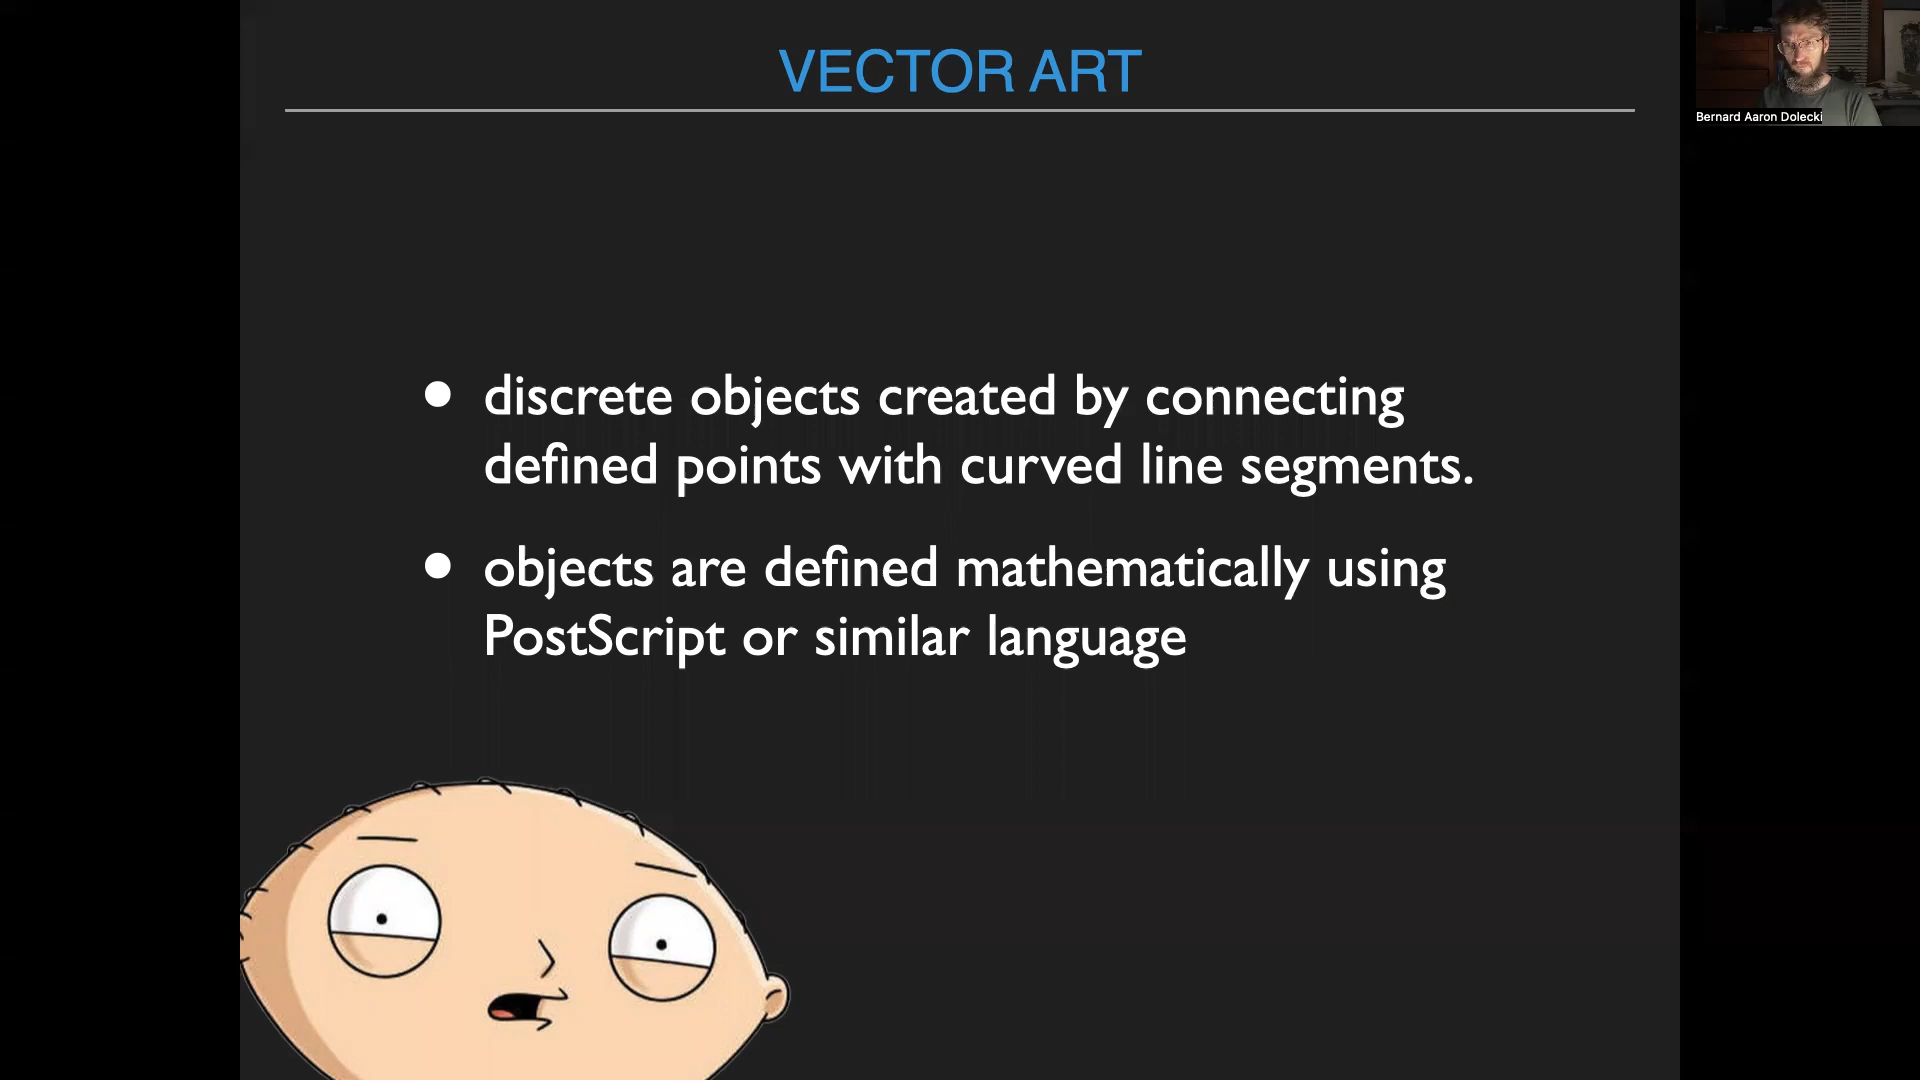 VECTOR ART
Bernard Aaron Dolecki
• discrete objects created by connecting
defined points with curved line segments.
• objects are defined mathematically using
PostScript or similar language